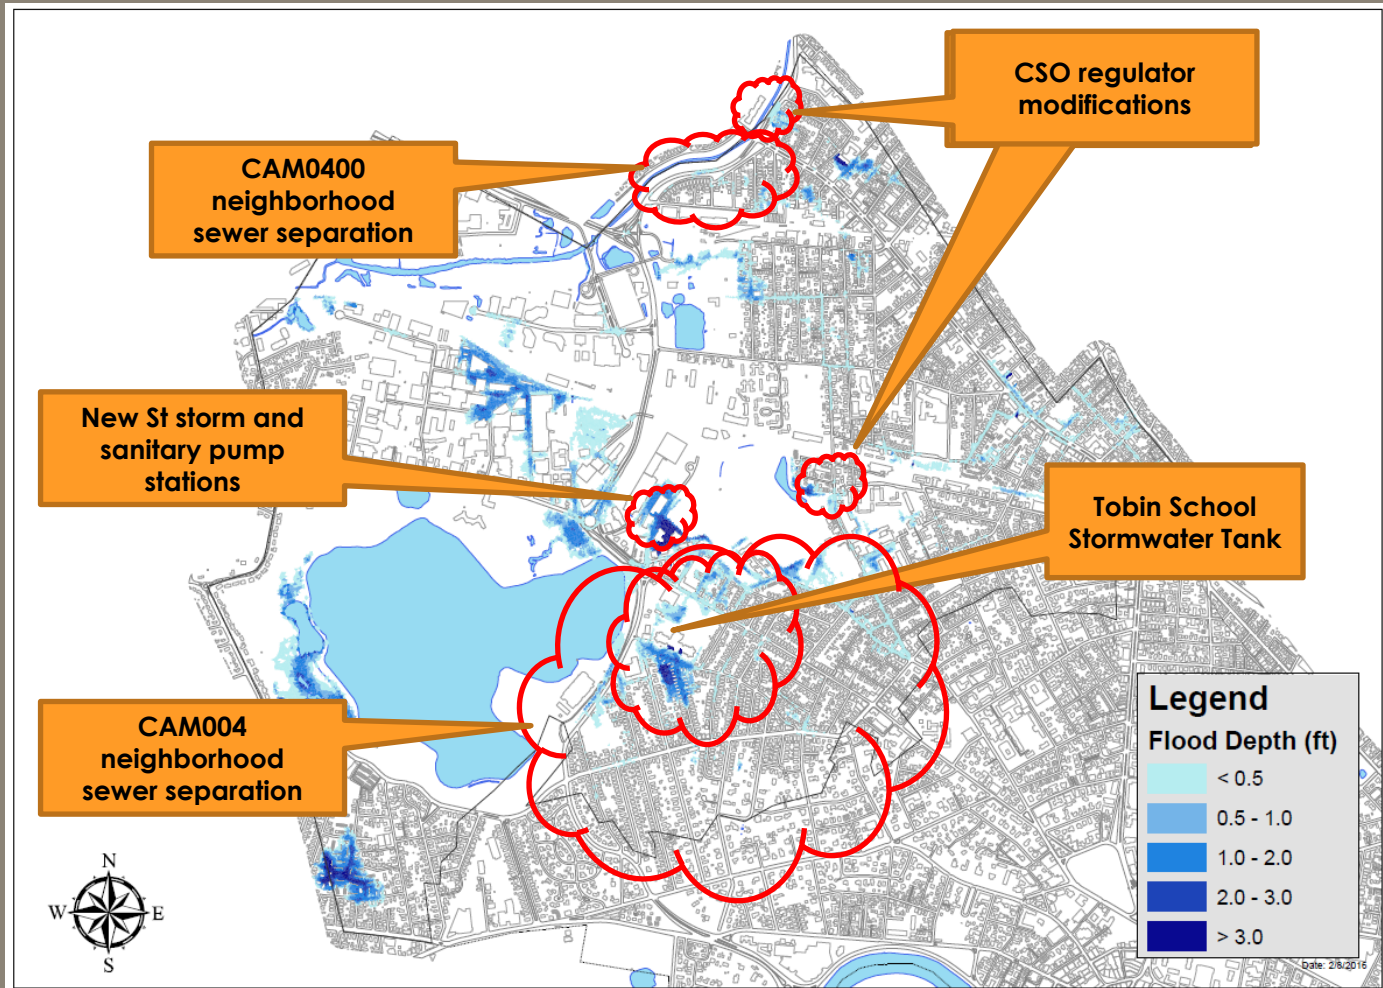 CSO regulator
modifications
CAM0400
neighborhood
sewer separation
New St storm and
sanitary pump
stations
Tobin School
Stormwater Tank
CAM004
neighborhood
sewer separation
N
W
E
S
Legend
Flood Depth (ft)
< 0.5
0.5 - 1.0
1.0 - 2.0
2.0 - 3.0
> 3.0
Date: 2/8/2016